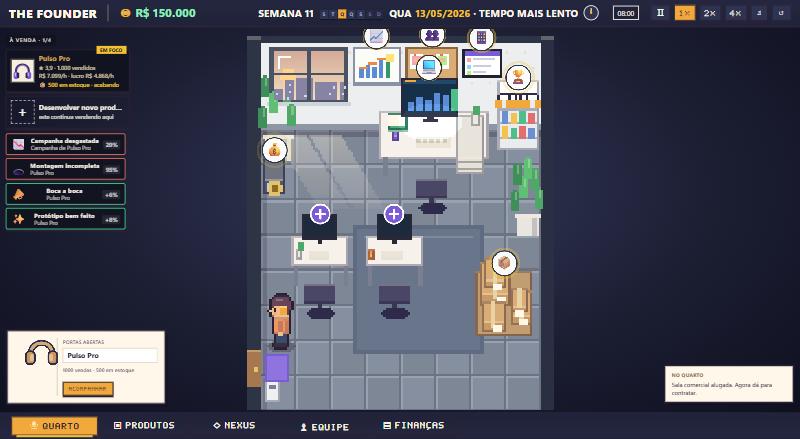 THE FOUNDER
R$ 150.000
SEMANA 11
S T Q Q S S D
QUA 13/05/2026 · TEMPO MAIS LENTO
08:00
1×
2×
4×
À VENDA · 1/4
EM FOCO
Pulso Pro
★ 3,9 · 1.000 vendidos
R$ 7.099/h · lucro R$ 4.868/h
500 em estoque · acabando
+
Desenvolver novo prod...
este continua vendendo aqui
Campanha desgastada
Campanha de Pulso Pro
20%
Montagem incompleta
Pulso Pro
95%
Boca a boca
Pulso Pro
+6%
Protótipo bem feito
Pulso Pro
+8%
PORTAS ABERTAS
Pulso Pro
1000 vendas · 500 em estoque
ACOMPANHAR
NO QUARTO
Sala comercial alugada. Agora dá para
contratar.
QUARTO
PRODUTOS
NEXUS
EQUIPE
FINANÇAS